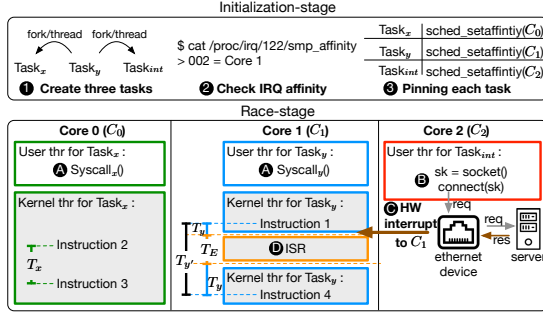 Initialization-stage
fork/thread fork/thread
Task_x Task_y Task_int
1 Create three tasks
$ cat /proc/irq/122/smp_affinity
> 002 = Core 1
2 Check IRQ affinity
Task_x sched_setaffintiy(C_0)
Task_y sched_setaffintiy(C_1)
Task_int sched_setaffintiy(C_2)
3 Pinning each task
Race-stage
Core 0 (C_0)
User thr for Task_x :
A Syscall_x()
Kernel thr for Task_x :
Instruction 2
T_x
Instruction 3
Core 1 (C_1)
User thr for Task_y :
A Syscall_y()
Kernel thr for Task_y :
Instruction 1
T_y
T_E
D ISR
T_y'
Kernel thr for Task_y :
T_y
Instruction 4
Core 2 (C_2)
User thr for Task_int :
B sk = socket()
connect(sk)
C HW
interrupt
to C_1
req
req
res
ethernet
device
server